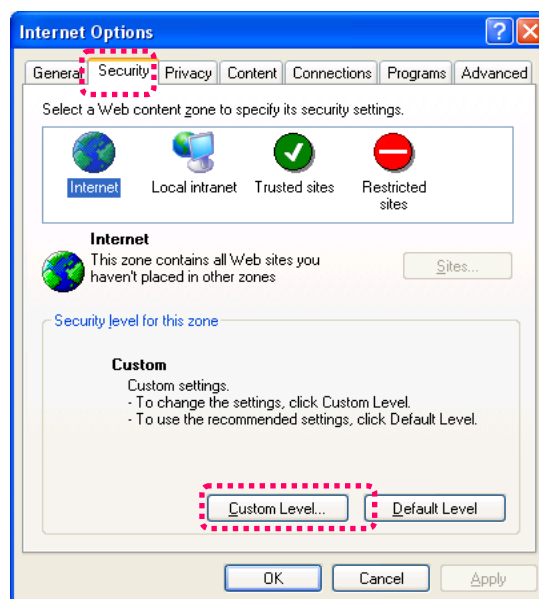 Internet Options
General Security Privacy Content Connections Programs Advanced
Select a Web content zone to specify its security settings.
Internet Local intranet Trusted sites Restricted sites
Internet
This zone contains all Web sites you
haven't placed in other zones
Sites...
Security level for this zone
Custom
Custom settings.
- To change the settings, click Custom Level.
- To use the recommended settings, click Default Level.
Custom Level... Default Level
OK Cancel Apply